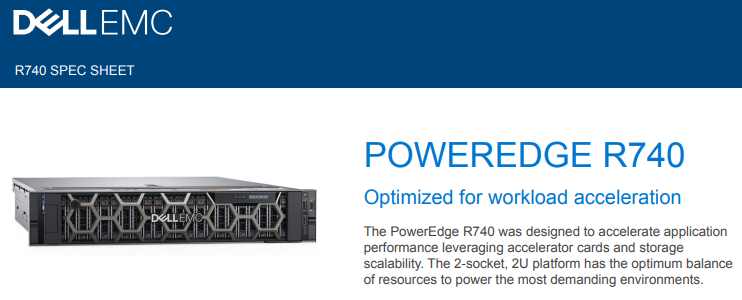 DELLEMC
R740 SPEC SHEET
POWEREDGE R740
Optimized for workload acceleration
DELLEMC
The PowerEdge R740 was designed to accelerate application
performance leveraging accelerator cards and storage
scalability. The 2-socket, 2U platform has the optimum balance
of resources to power the most demanding environments.